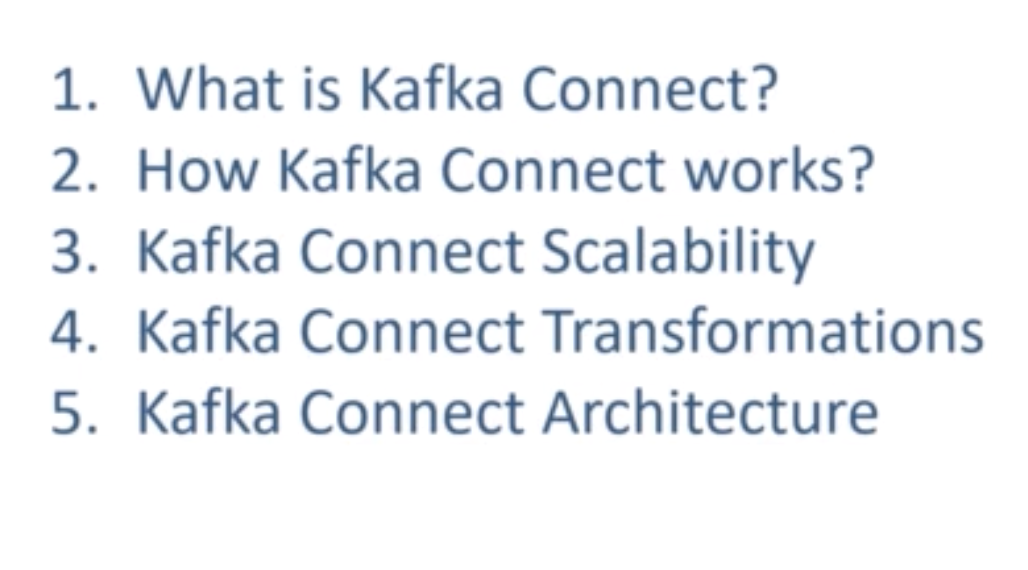 1. What is Kafka Connect?
2. How Kafka Connect works?
3. Kafka Connect Scalability
4. Kafka Connect Transformations
5. Kafka Connect Architecture